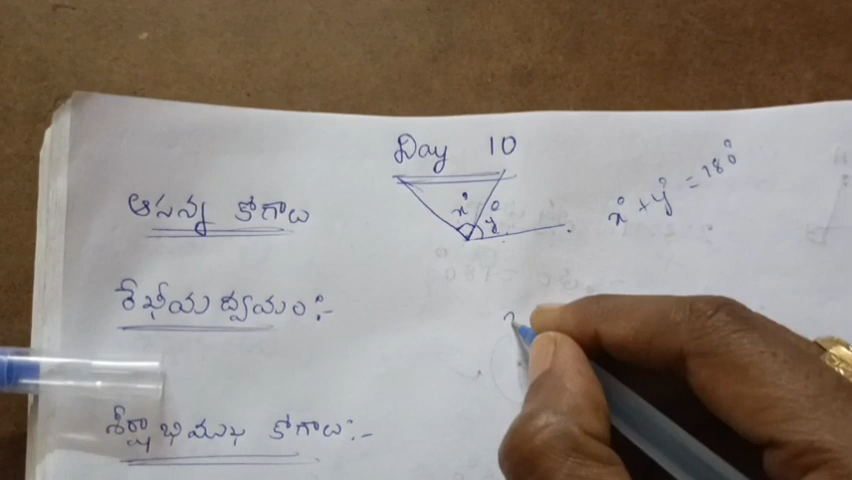 Day 10
ఆసన్న కోణాలు
x° y°
x° + y° = 180°
రేఖీయ ద్వయం :-
శీర్షాభిముఖ కోణాలు :-